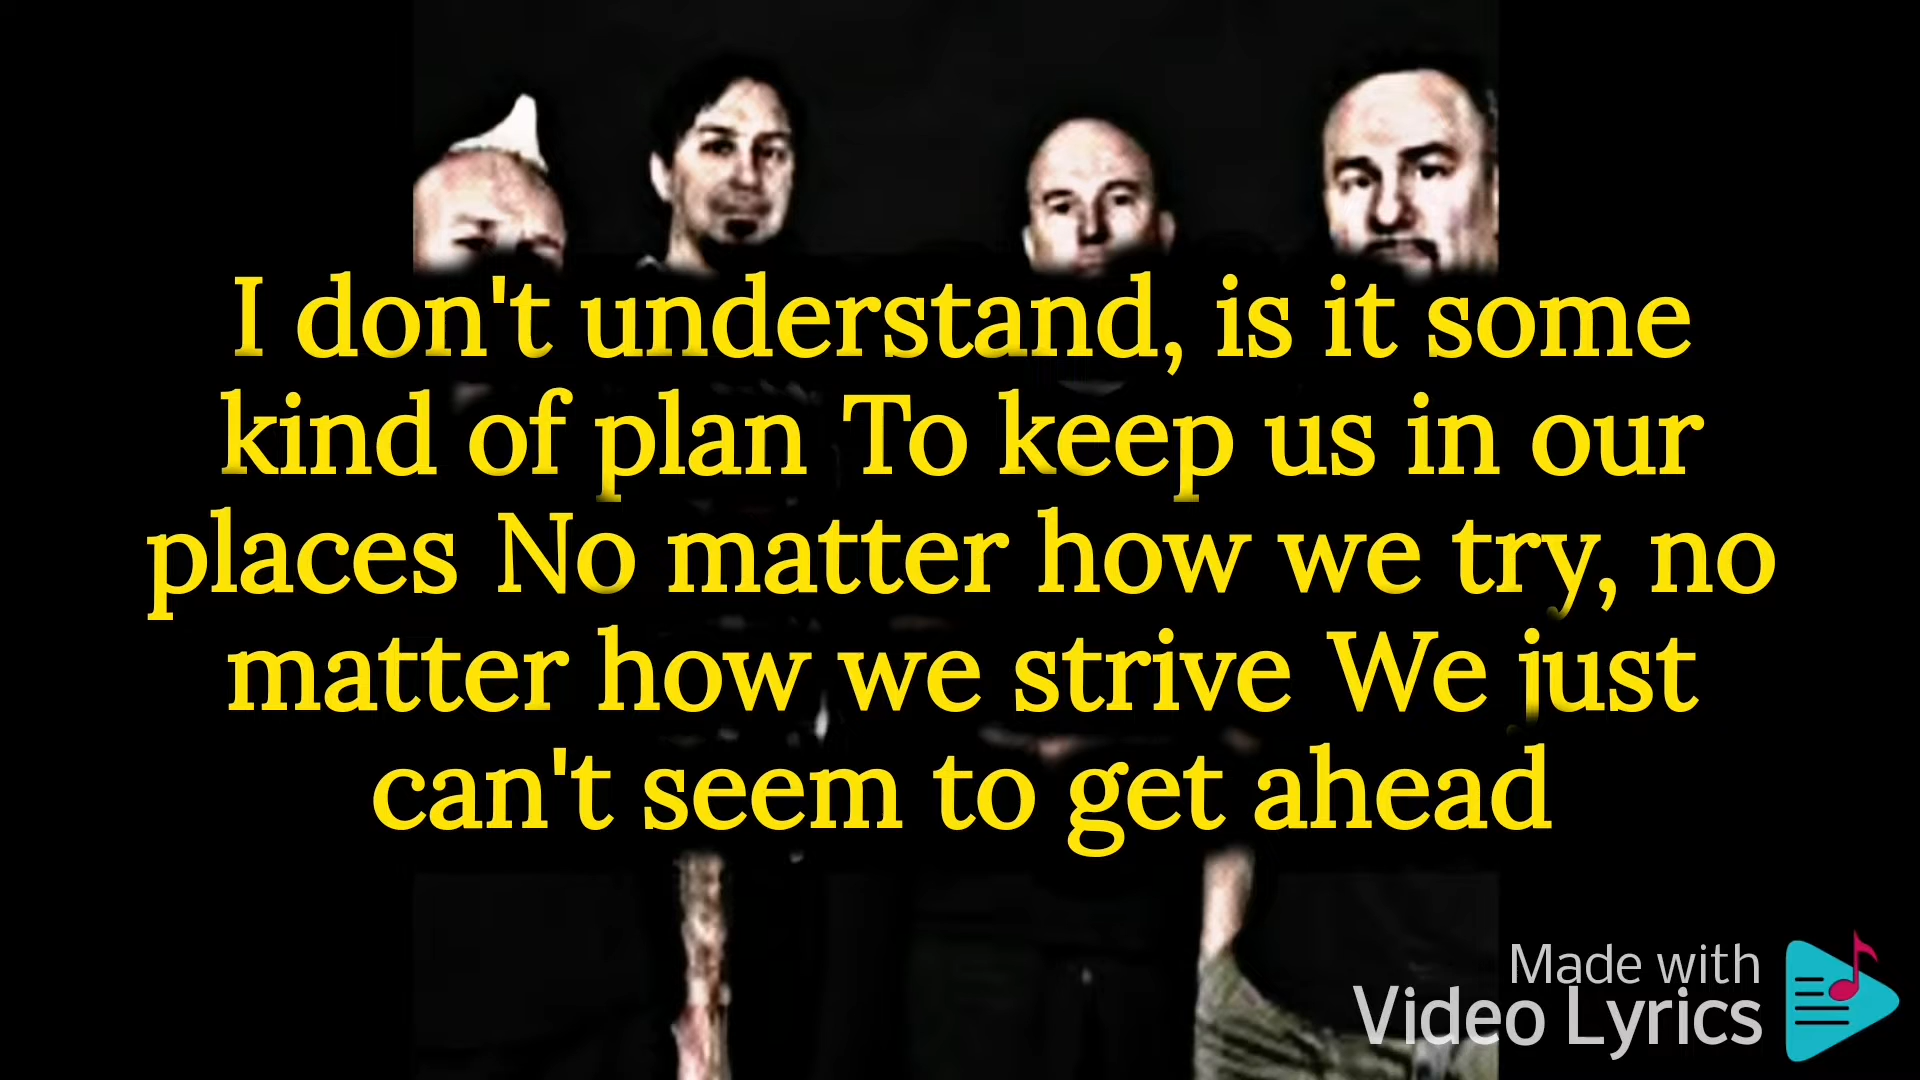 I don't understand, is it some
kind of plan To keep us in our
places No matter how we try, no
matter how we strive We just
can't seem to get ahead
Made with
Video Lyrics